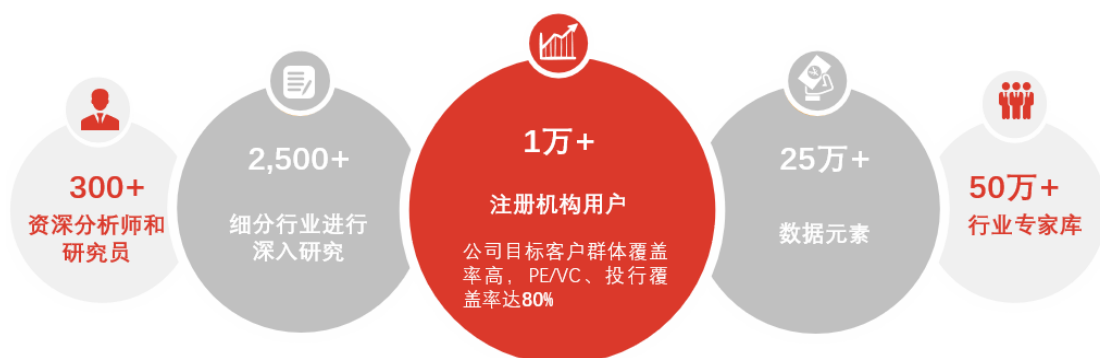 300+
资深分析师和
研究员
2,500+
细分行业进行
深入研究
1万+
注册机构用户
公司目标客户群体覆盖
率高，PE/VC、投行覆
盖率达80%
25万+
数据元素
50万+
行业专家库